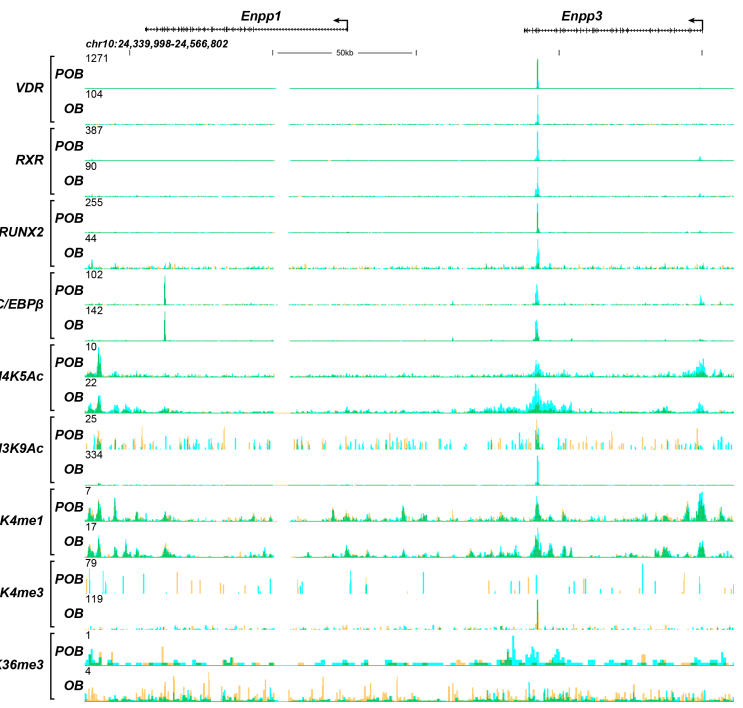 Enpp1 Enpp3
chr10:24,339,998-24,566,802
50kb
1271
VDR POB
104
OB
387
RXR POB
90
OB
255
RUNX2 POB
44
OB
102
C/EBPβ POB
142
OB
10
I4K5Ac POB
22
OB
25
I3K9Ac POB
334
OB
7
K4me1 POB
17
OB
79
K4me3 POB
119
OB
1
K36me3 POB
4
OB